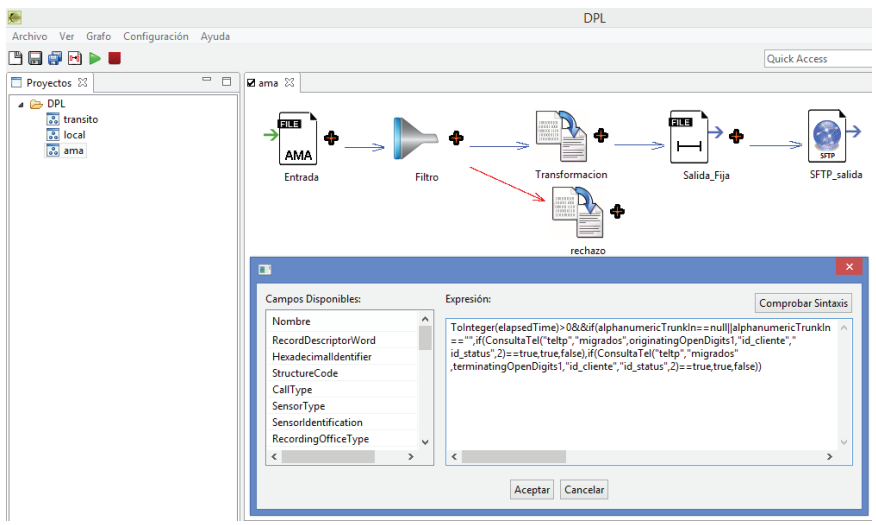 DPL
Archivo Ver Grafo Configuración Ayuda
Quick Access
Proyectos
DPL
transito
local
ama
ama
FILE
AMA
Entrada
Filtro
Transformacion
FILE
Salida_Fija
SFTP
SFTP_salida
rechazo
Campos Disponibles:
Nombre
RecordDescriptorWord
HexadecimalIdentifier
StructureCode
CallType
SensorType
SensorIdentification
RecordingOfficeType
Expresión:
Comprobar Sintaxis
ToInteger(elapsedTime)>0&&if(alphanumericTrunkIn==null||alphanumericTrunkIn
=="",if(ConsultaTel("teltp","migrados",originatingOpenDigits1,"id_cliente","
id_status",2)==true,true,false),if(ConsultaTel("teltp","migrados"
,terminatingOpenDigits1,"id_cliente","id_status",2)==true,true,false))
Aceptar Cancelar